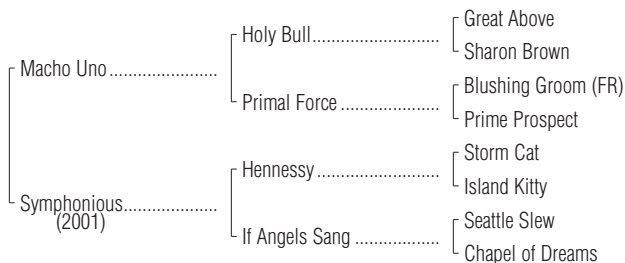 Great Above
Holy Bull
Sharon Brown
Macho Uno
Blushing Groom (FR)
Primal Force
Prime Prospect
Storm Cat
Hennessy
Island Kitty
Symphonious
(2001)
Seattle Slew
If Angels Sang
Chapel of Dreams